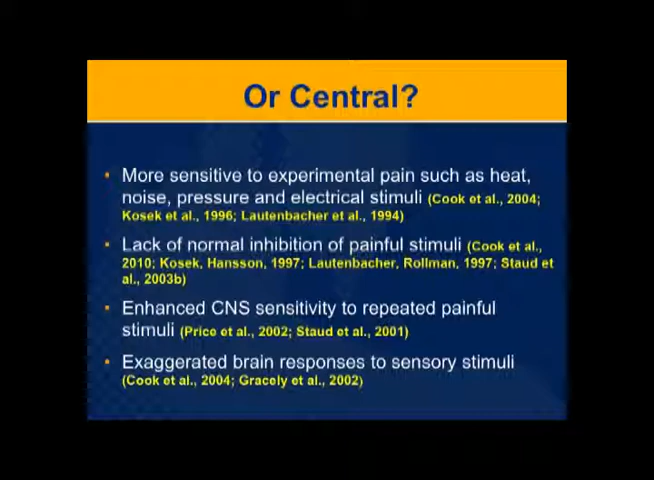 Or Central?
More sensitive to experimental pain such as heat,
noise, pressure and electrical stimuli (Cook et al., 2004;
Kosek et al., 1996; Lautenbacher et al., 1994)
Lack of normal inhibition of painful stimuli (Cook et al.,
2010; Kosek, Hansson, 1997; Lautenbacher, Rollman, 1997; Staud et
al., 2003b)
Enhanced CNS sensitivity to repeated painful
stimuli (Price et al., 2002; Staud et al., 2001)
Exaggerated brain responses to sensory stimuli
(Cook et al., 2004; Gracely et al., 2002)